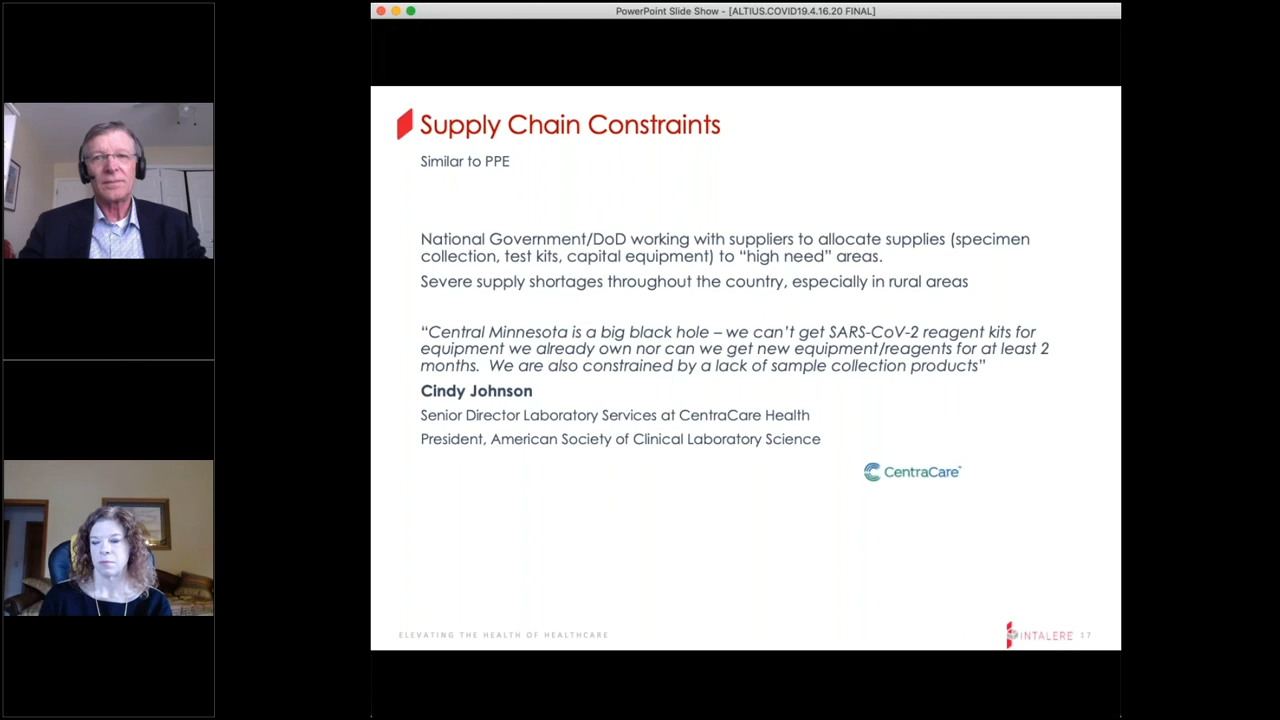 PowerPoint Slide Show - [ALTIUS.COVID19.4.16.20 FINAL]
Supply Chain Constraints
Similar to PPE
National Government/DoD working with suppliers to allocate supplies (specimen
collection, test kits, capital equipment) to “high need” areas.
Severe supply shortages throughout the country, especially in rural areas
“Central Minnesota is a big black hole – we can’t get SARS-CoV-2 reagent kits for
equipment we already own nor can we get new equipment/reagents for at least 2
months.  We are also constrained by a lack of sample collection products”
Cindy Johnson
Senior Director Laboratory Services at CentraCare Health
President, American Society of Clinical Laboratory Science
CentraCare™
ELEVATING THE HEALTH OF HEALTHCARE
INTALERE 17